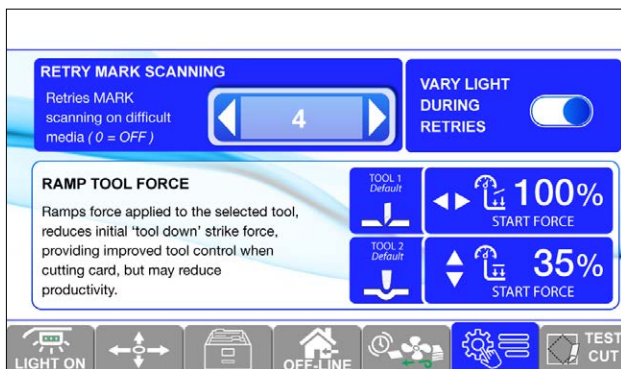 RETRY MARK SCANNING
Retries MARK
scanning on difficult
media ( 0 = OFF )
4
VARY LIGHT
DURING
RETRIES
RAMP TOOL FORCE
Ramps force applied to the selected tool,
reduces initial ‘tool down’ strike force,
providing improved tool control when
cutting card, but may reduce
productivity.
TOOL 1
Default
100%
START FORCE
TOOL 2
Default
35%
START FORCE
LIGHT ON
OFF-LINE
TEST
CUT